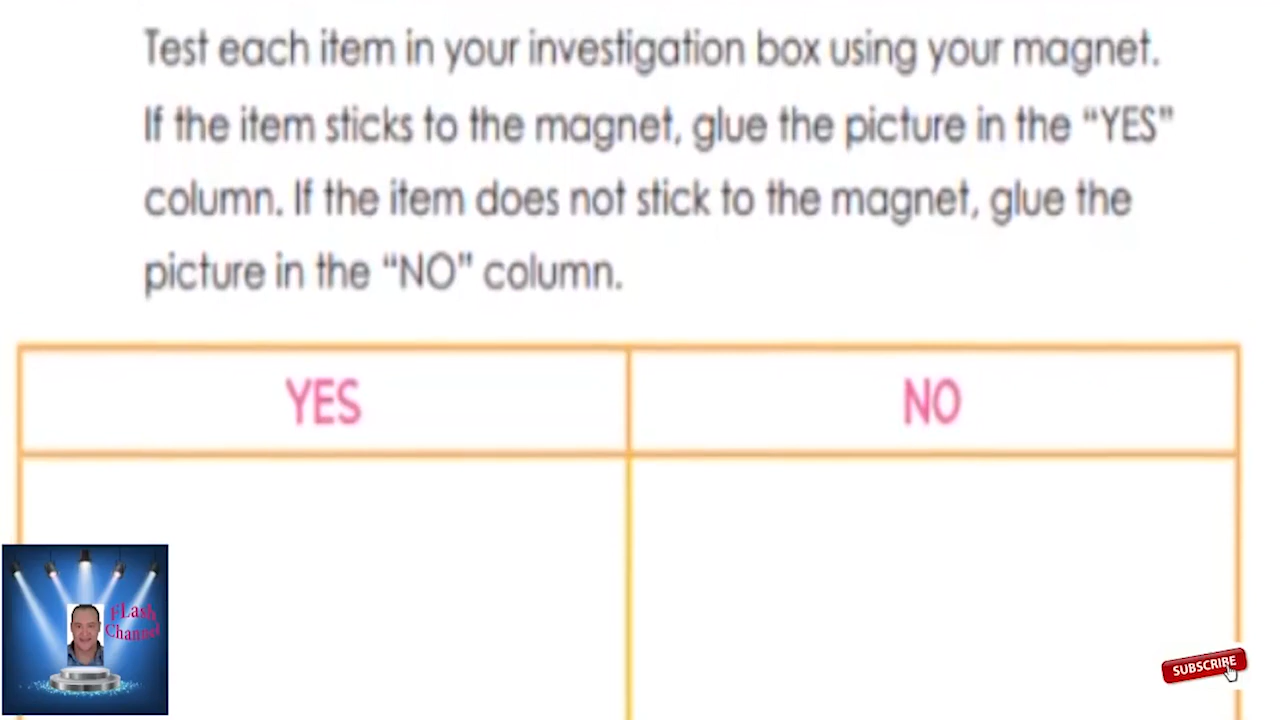 Test each item in your investigation box using your magnet.
If the item sticks to the magnet, glue the picture in the “YES”
column. If the item does not stick to the magnet, glue the
picture in the “NO” column.
YES
NO
FLash
Channel
SUBSCRIBE